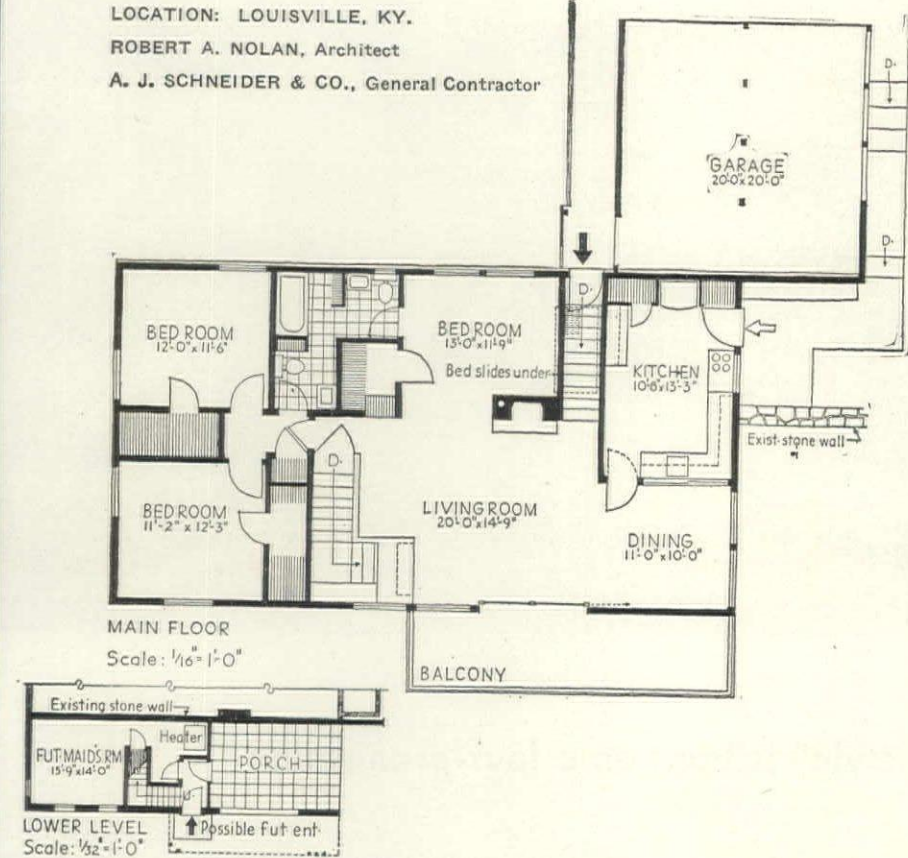 LOCATION: LOUISVILLE, KY.
ROBERT A. NOLAN, Architect
A. J. SCHNEIDER & CO., General Contractor
D.
GARAGE
20'-0"x20'-0"
D.
D.
BED ROOM
12'-0"x11'-6"
BED ROOM
13'-0"x11'-9"
Bed slides under
KITCHEN
10'-8"x13'-3"
Exist. stone wall
D.
BED ROOM
11'-2" x 12'-3"
LIVING ROOM
20'-0"x14'-9"
DINING
11'-0"x10'-0"
MAIN FLOOR
Scale: 1/16"=1'-0"
BALCONY
Existing stone wall
Heater
FUT. MAID'S RM
15'-9"x14'-0"
PORCH
U.
LOWER LEVEL
Scale: 1/32"=1'-0"
Possible Fut. ent.